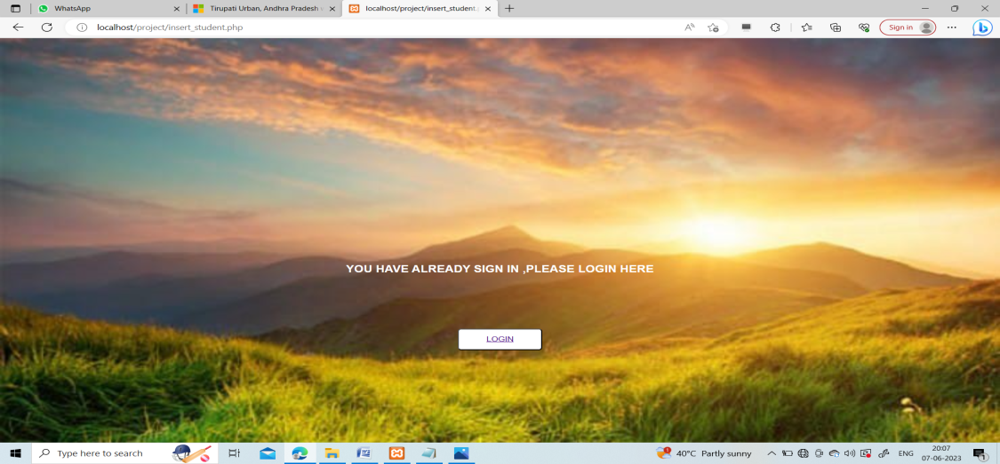 WhatsApp
Tirupati Urban, Andhra Pradesh
localhost/project/insert_student.
localhost/project/insert_student.php
Sign in
YOU HAVE ALREADY SIGN IN ,PLEASE LOGIN HERE
LOGIN
Type here to search
40°C Partly sunny
ENG
20:07
07-06-2023